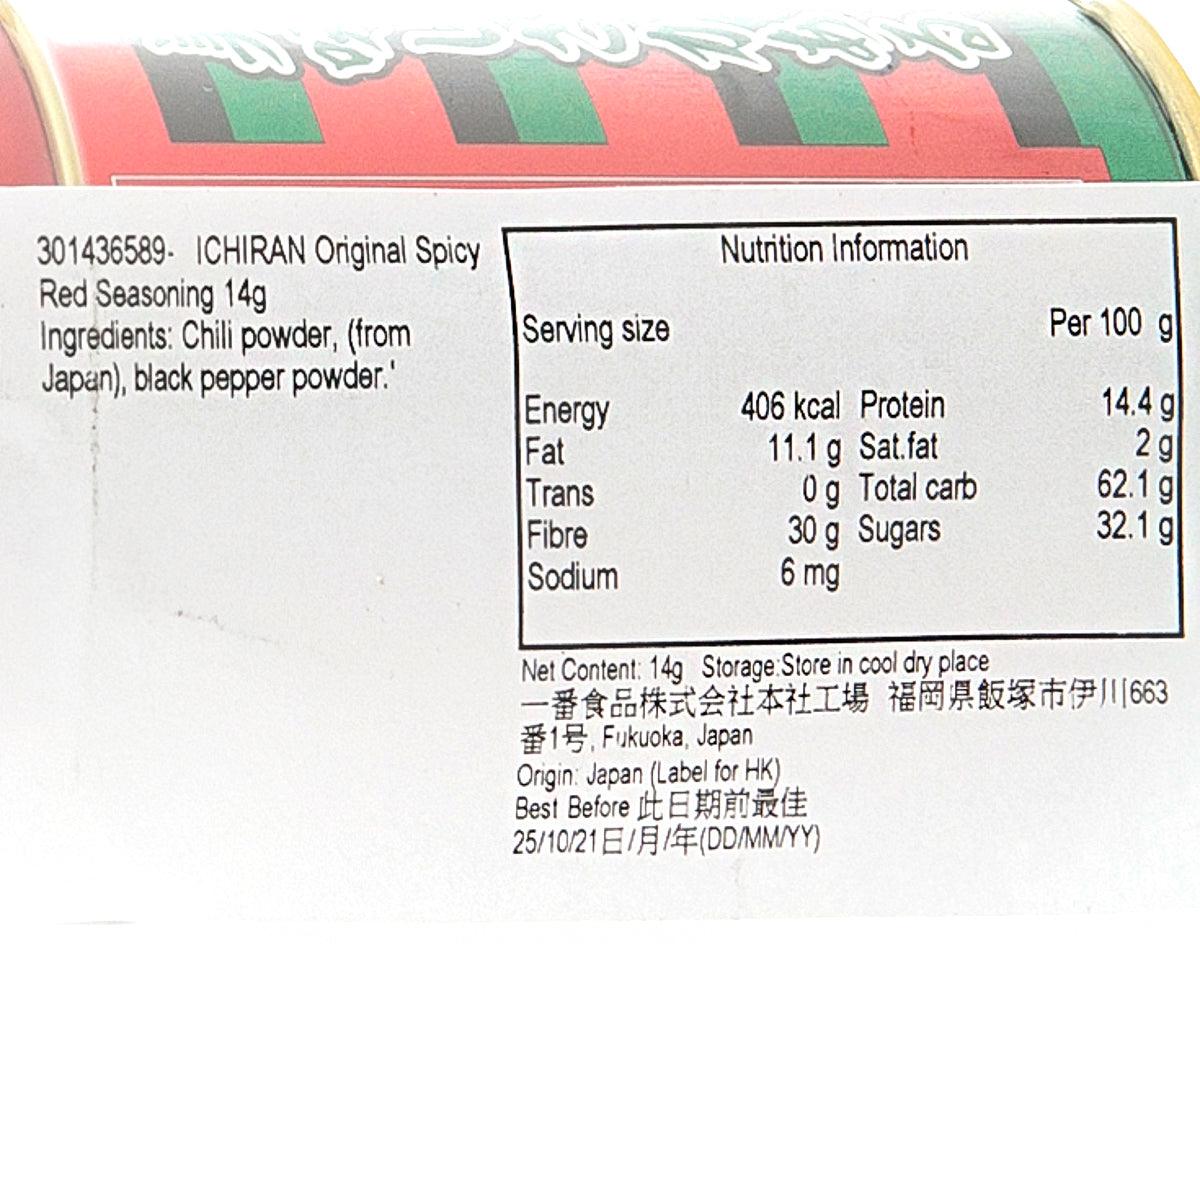 301436589- ICHIRAN Original Spicy
Red Seasoning 14g
Ingredients: Chili powder, (from
Japan), black pepper powder.'
Nutrition Information
Serving size Per 100 g
Energy 406 kcal Protein 14.4 g
Fat 11.1 g Sat.fat 2 g
Trans 0 g Total carb 62.1 g
Fibre 30 g Sugars 32.1 g
Sodium 6 mg
Net Content: 14g Storage:Store in cool dry place
一番食品株式会社本社工場 福岡県飯塚市伊川|663
番1号, Fukuoka, Japan
Origin: Japan (Label for HK)
Best Before 此日期前最佳
25/10/21日/月/年(DD/MM/YY)